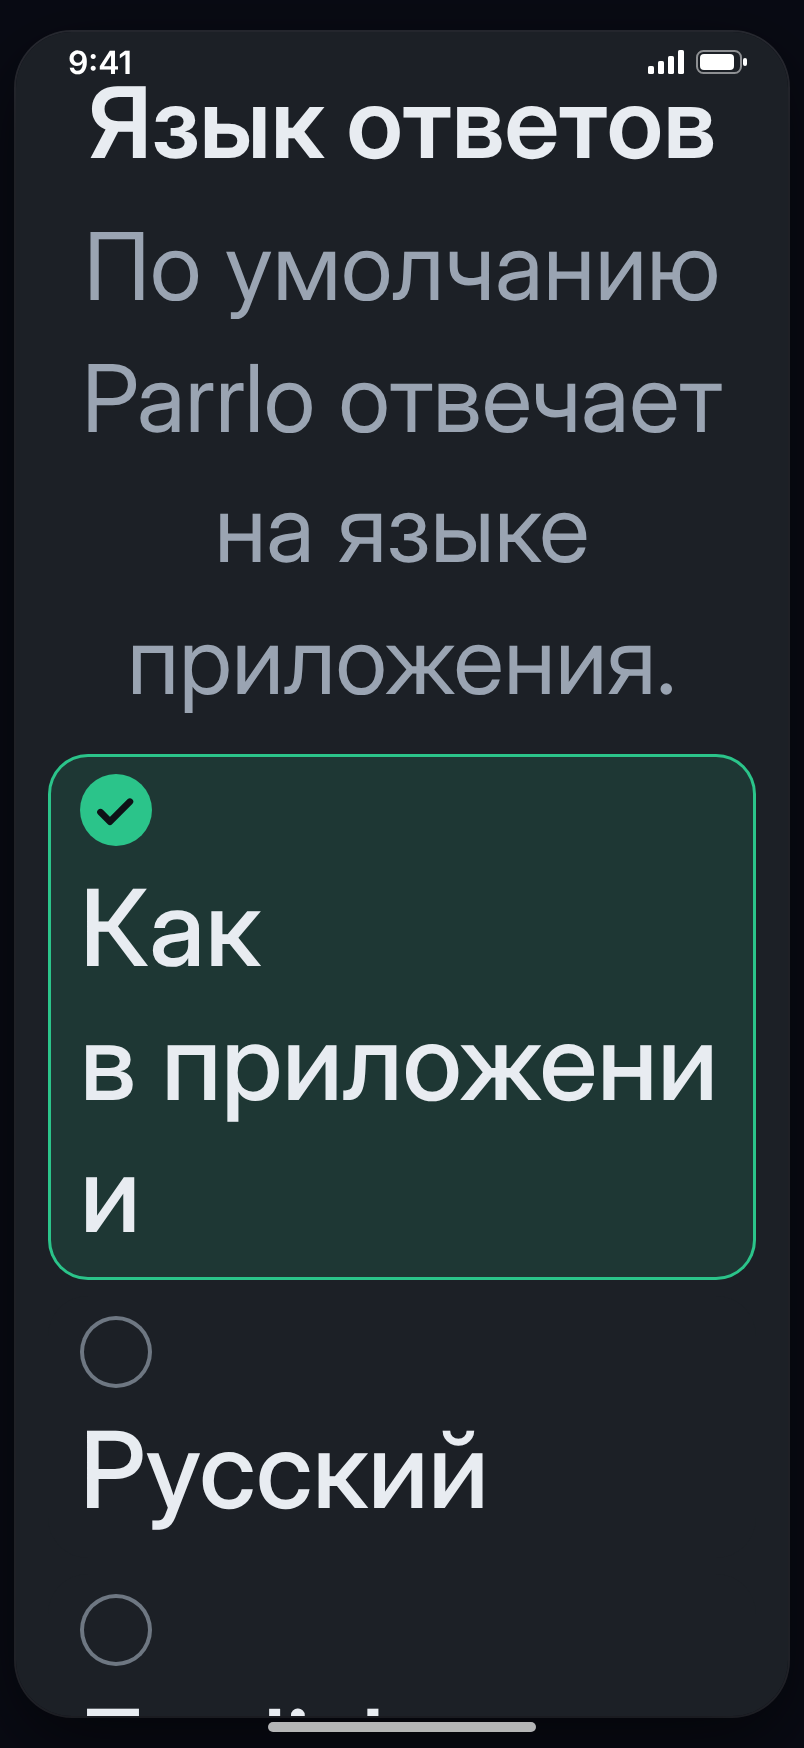 9:41
Язык ответов
По умолчанию
Parrlo отвечает
на языке
приложения.
Как
в приложени
и
Русский